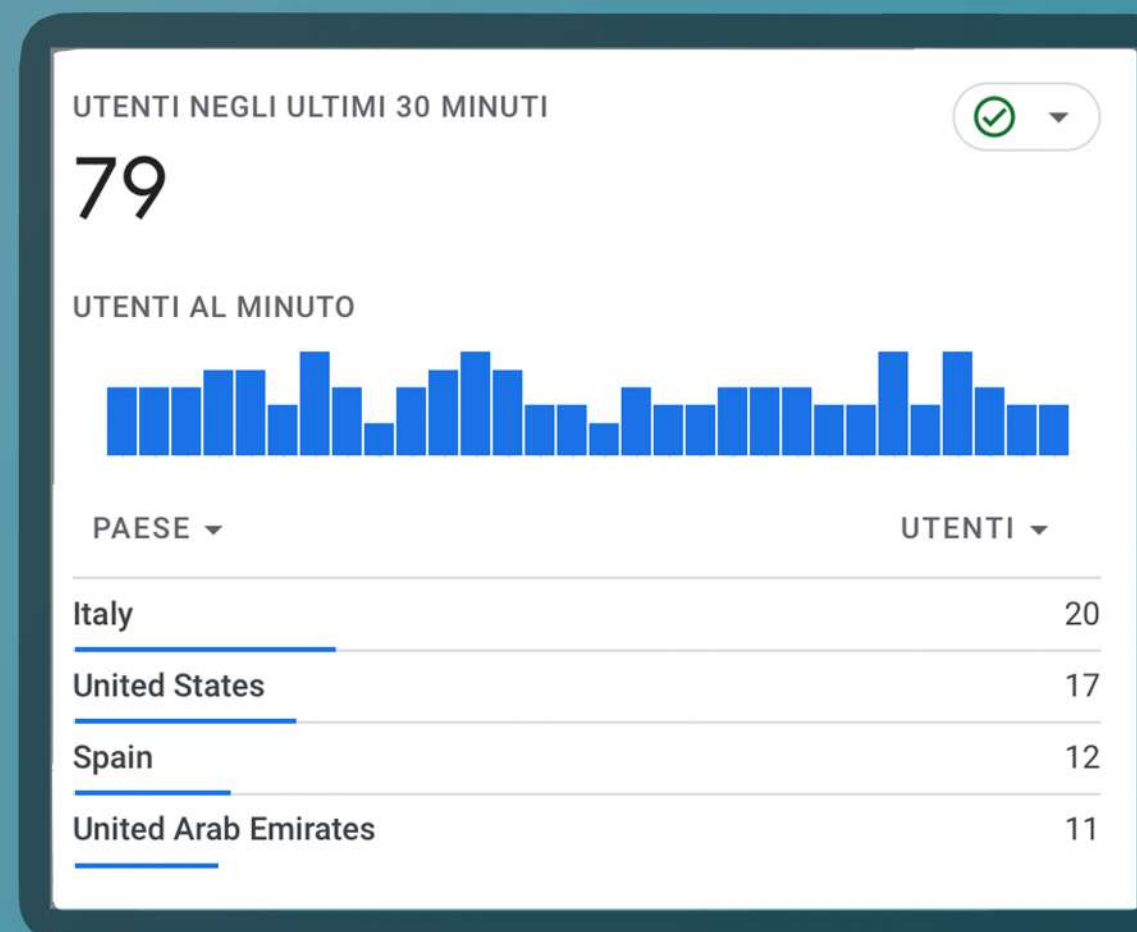 UTENTI NEGLI ULTIMI 30 MINUTI
79
UTENTI AL MINUTO
PAESE UTENTI
Italy 20
United States 17
Spain 12
United Arab Emirates 11